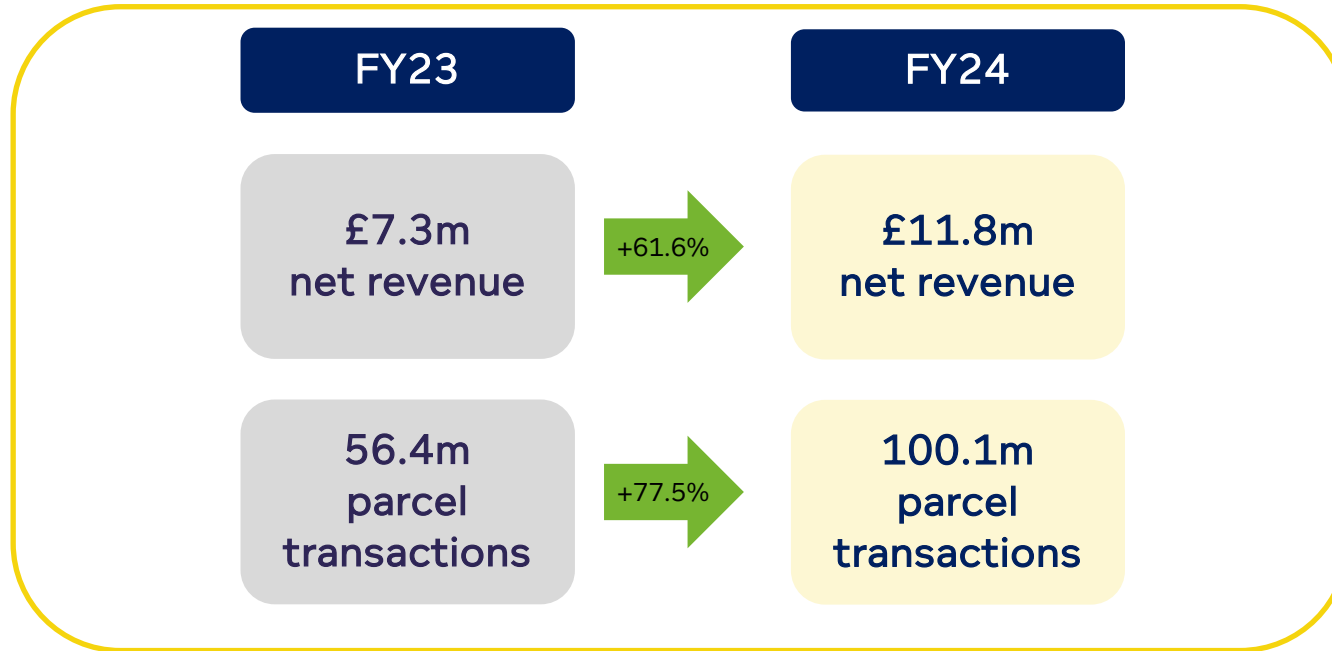 FY23
FY24
£7.3m
net revenue
+61.6%
£11.8m
net revenue
56.4m
parcel
transactions
+77.5%
100.1m
parcel
transactions